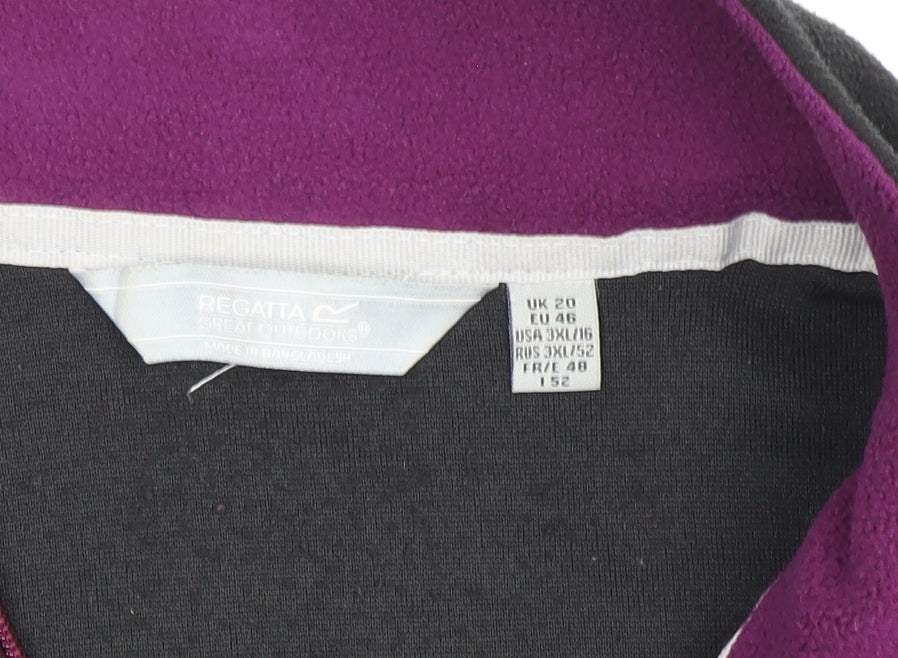 REGATTA
GREAT OUTDOORS®
MADE IN BANGLADESH
UK 20
EU 46
USA 3XL/16
RUS 3XL/52
FR/E 48
I 52